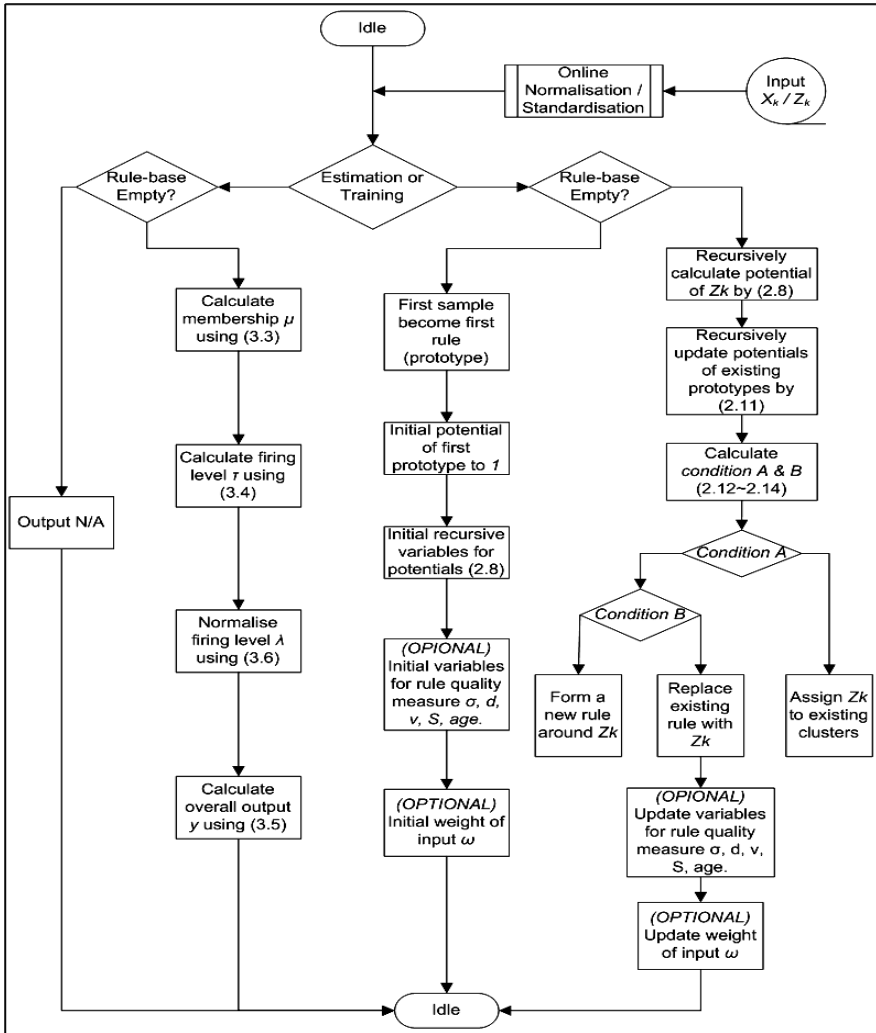 Idle
Online
Normalisation /
Standardisation
Input
Xk / Zk
Rule-base
Empty?
Estimation or
Training
Rule-base
Empty?
Calculate
membership μ
using (3.3)
Calculate firing
level τ using
(3.4)
Output N/A
Normalise
firing level λ
using (3.6)
Calculate
overall output
y using (3.5)
First sample
become first
rule
(prototype)
Initial potential
of first
prototype to 1
Initial recursive
variables for
potentials (2.8)
(OPIONAL)
Initial variables
for rule quality
measure σ, d,
v, S, age.
(OPTIONAL)
Initial weight of
input ω
Recursively
calculate potential
of Zk by (2.8)
Recursively
update potentials
of existing
prototypes by
(2.11)
Calculate
condition A & B
(2.12~2.14)
Condition A
Condition B
Form a
new rule
around Zk
Replace
existing
rule with
Zk
Assign Zk
to existing
clusters
(OPIONAL)
Update variables
for rule quality
measure σ, d, v,
S, age.
(OPTIONAL)
Update weight
of input ω
Idle